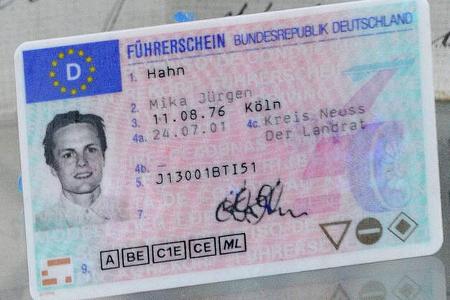 D
FÜHRERSCHEIN BUNDESREPUBLIK DEUTSCHLAND
1. Hahn
2. Mika Jürgen
3. 11.08.76 Köln
4a. 24.07.01 4c. Kreis Neuss
Der Landrat
4b. —
5. J13001BTI51
7.
9. A BE C1E CE ML